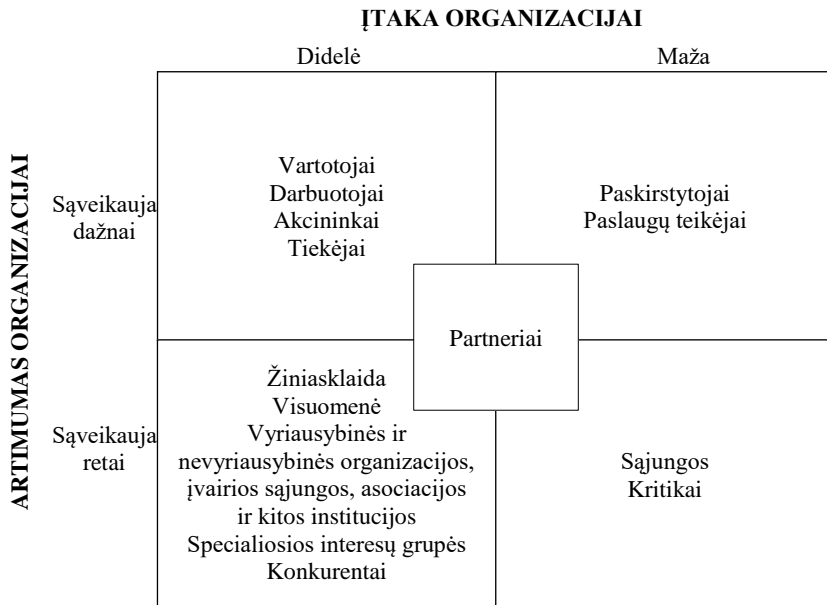 ĮTAKA ORGANIZACIJAI
Didelė
Maža
ARTIMUMAS ORGANIZACIJAI
Sąveikauja
dažnai
Vartotojai
Darbuotojai
Akcininkai
Tiekėjai
Paskirstytojai
Paslaugų teikėjai
Partneriai
Sąveikauja
retai
Žiniasklaida
Visuomenė
Vyriausybinės ir
nevyriausybinės organizacijos,
įvairios sąjungos, asociacijos
ir kitos institucijos
Specialiosios interesų grupės
Konkurentai
Sąjungos
Kritikai